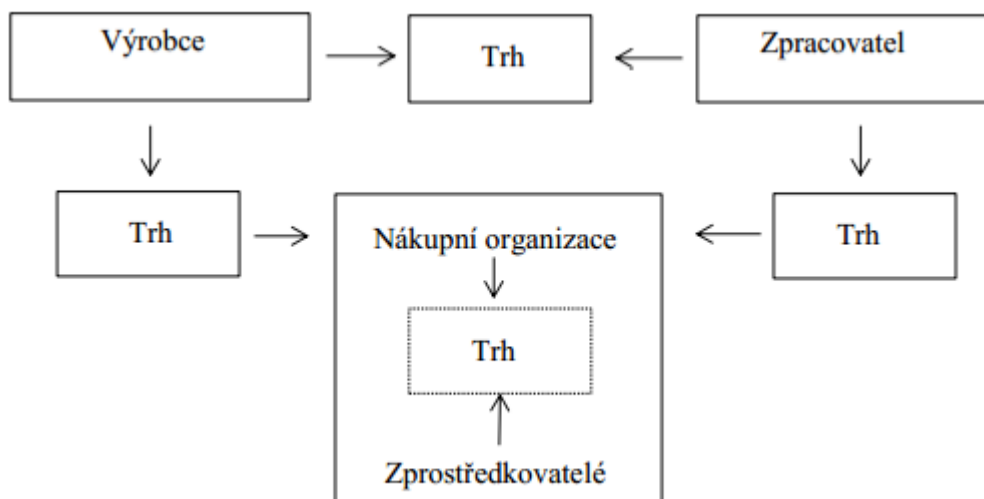 Výrobce
Trh
Zpracovatel
Trh
Nákupní organizace
Trh
Trh
Zprostředkovatelé